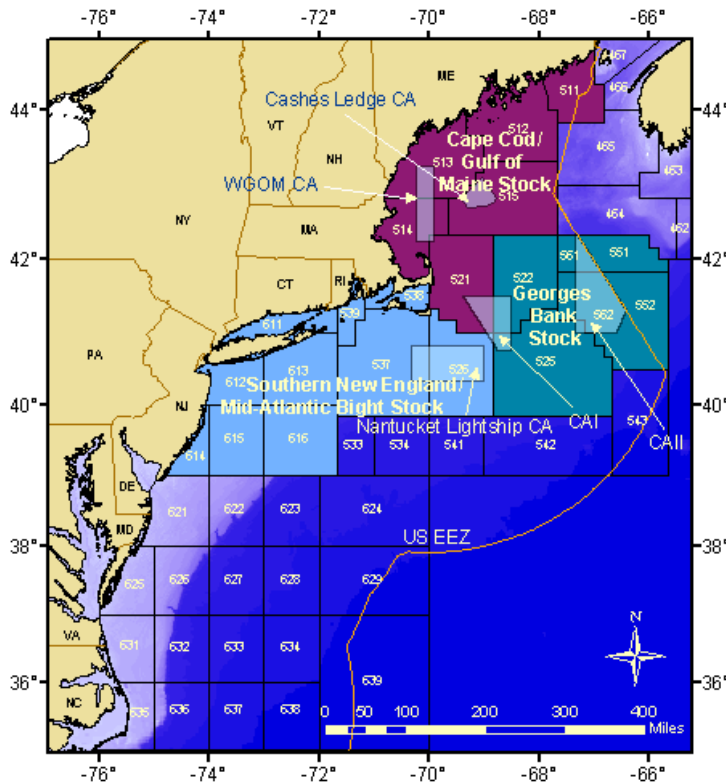 -76° -74° -72° -70° -68° -66°
44°
42°
40°
38°
36°
44°
42°
40°
38°
36°
ME
467
466
511
Cashes Ledge CA
VT
512
465
Cape Cod/
Gulf of
Maine Stock
NH
513
463
WGOM CA
515
464
462
NY
MA
514
561
551
CT
RI
538
521
522
Georges
Bank
Stock
552
562
611
539
PA
537
526
525
612
613
Southern New England/
Mid-Atlantic Bight Stock
Nantucket Lightship CA
CAI
CAII
NJ
615
616
533
534
541
542
543
614
DE
MD
621
622
623
624
US EEZ
625
626
627
628
629
VA
631
632
633
634
N
NC
635
636
637
638
639
0 50 100 200 300 400
Miles
-76° -74° -72° -70° -68° -66°